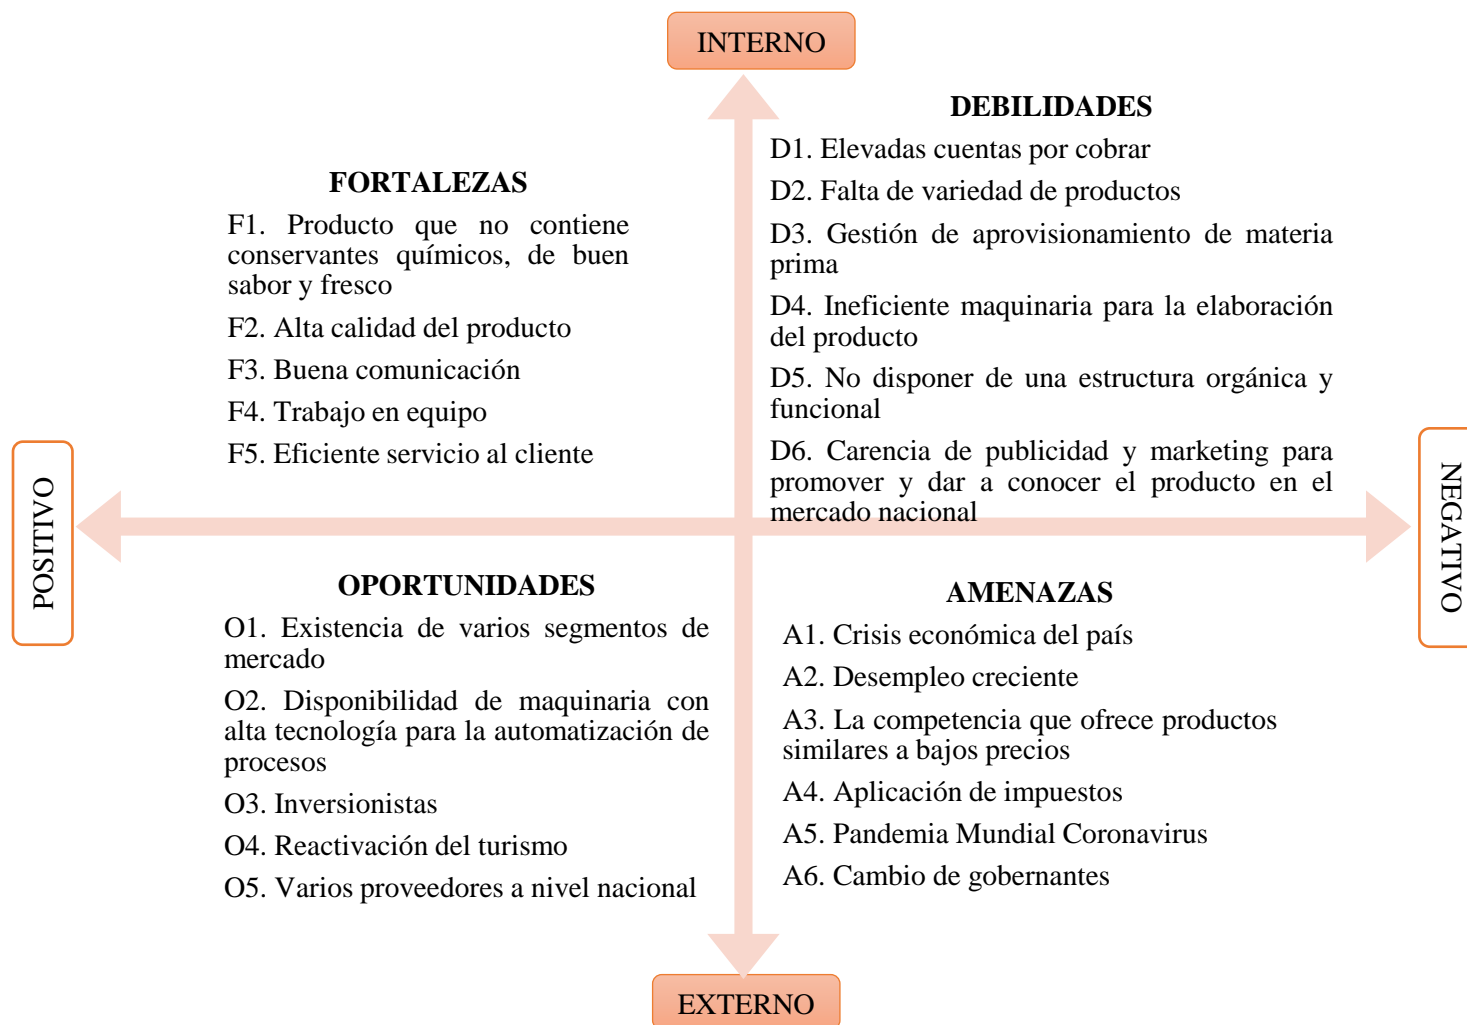 INTERNO
FORTALEZAS
F1. Producto que no contiene
conservantes químicos, de buen
sabor y fresco
F2. Alta calidad del producto
F3. Buena comunicación
F4. Trabajo en equipo
F5. Eficiente servicio al cliente
DEBILIDADES
D1. Elevadas cuentas por cobrar
D2. Falta de variedad de productos
D3. Gestión de aprovisionamiento de materia
prima
D4. Ineficiente maquinaria para la elaboración
del producto
D5. No disponer de una estructura orgánica y
funcional
D6. Carencia de publicidad y marketing para
promover y dar a conocer el producto en el
mercado nacional
POSITIVO
NEGATIVO
OPORTUNIDADES
O1. Existencia de varios segmentos de
mercado
O2. Disponibilidad de maquinaria con
alta tecnología para la automatización de
procesos
O3. Inversionistas
O4. Reactivación del turismo
O5. Varios proveedores a nivel nacional
AMENAZAS
A1. Crisis económica del país
A2. Desempleo creciente
A3. La competencia que ofrece productos
similares a bajos precios
A4. Aplicación de impuestos
A5. Pandemia Mundial Coronavirus
A6. Cambio de gobernantes
EXTERNO